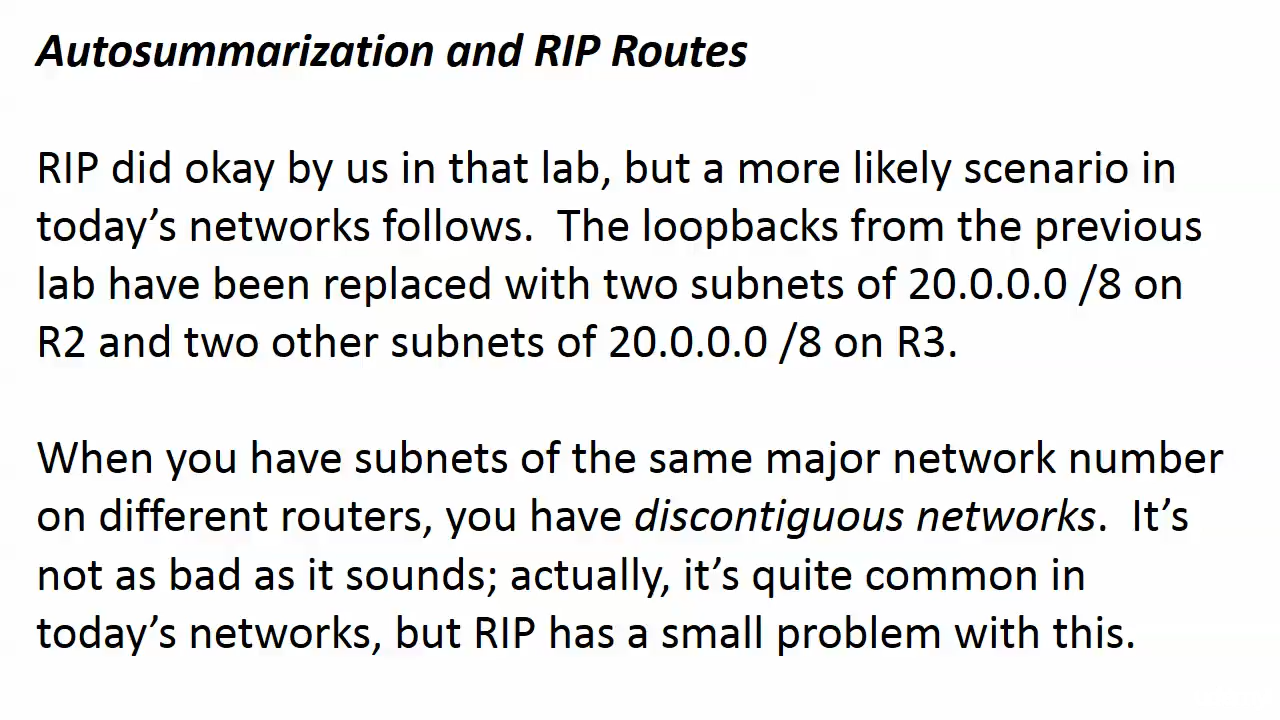 Autosummarization and RIP Routes
RIP did okay by us in that lab, but a more likely scenario in
today’s networks follows.  The loopbacks from the previous
lab have been replaced with two subnets of 20.0.0.0 /8 on
R2 and two other subnets of 20.0.0.0 /8 on R3.
When you have subnets of the same major network number
on different routers, you have discontiguous networks.  It’s
not as bad as it sounds; actually, it’s quite common in
today’s networks, but RIP has a small problem with this.